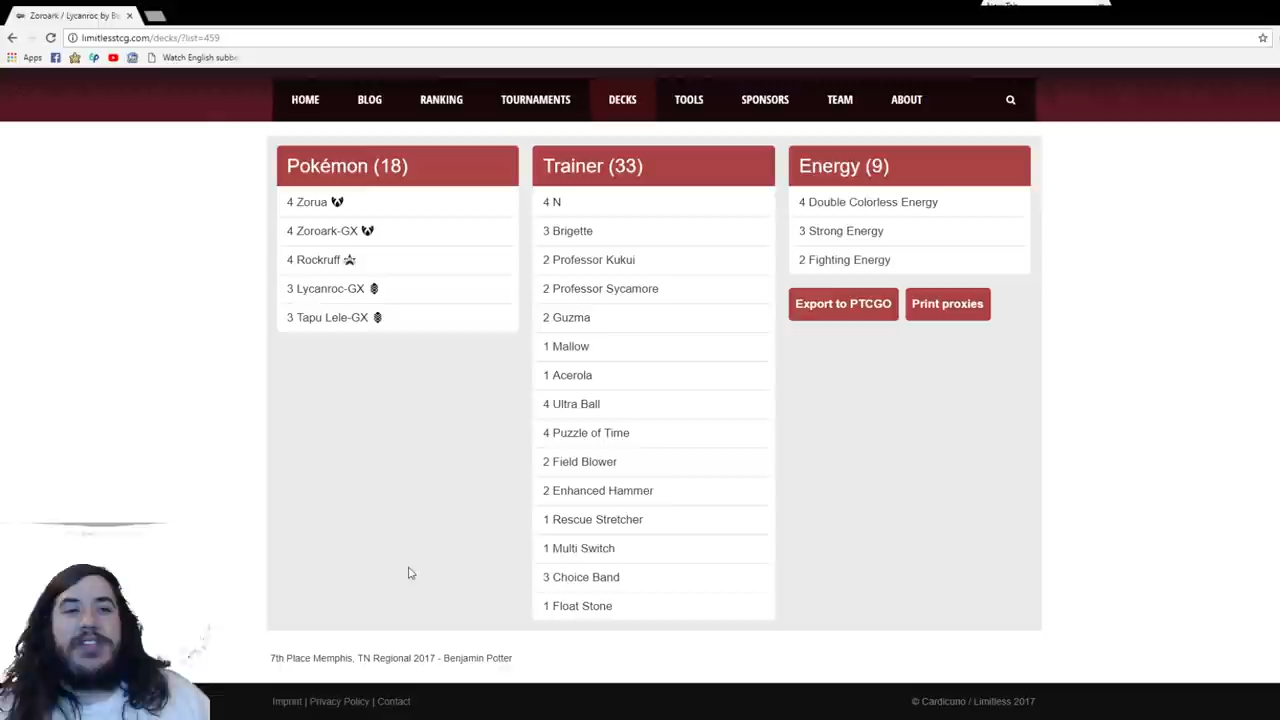 Zoroark / Lycanroc by B
limitlesstcg.com/decks/?list=459
Apps
Watch English subbe
HOME BLOG RANKING TOURNAMENTS DECKS TOOLS SPONSORS TEAM ABOUT
Pokémon (18)
4 Zorua
4 Zoroark-GX
4 Rockruff
3 Lycanroc-GX
3 Tapu Lele-GX
Trainer (33)
4 N
3 Brigette
2 Professor Kukui
2 Professor Sycamore
2 Guzma
1 Mallow
1 Acerola
4 Ultra Ball
4 Puzzle of Time
2 Field Blower
2 Enhanced Hammer
1 Rescue Stretcher
1 Multi Switch
3 Choice Band
1 Float Stone
Energy (9)
4 Double Colorless Energy
3 Strong Energy
2 Fighting Energy
Export to PTCGO
Print proxies
7th Place Memphis, TN Regional 2017 - Benjamin Potter
Imprint | Privacy Policy | Contact
© Cardicuno / Limitless 2017